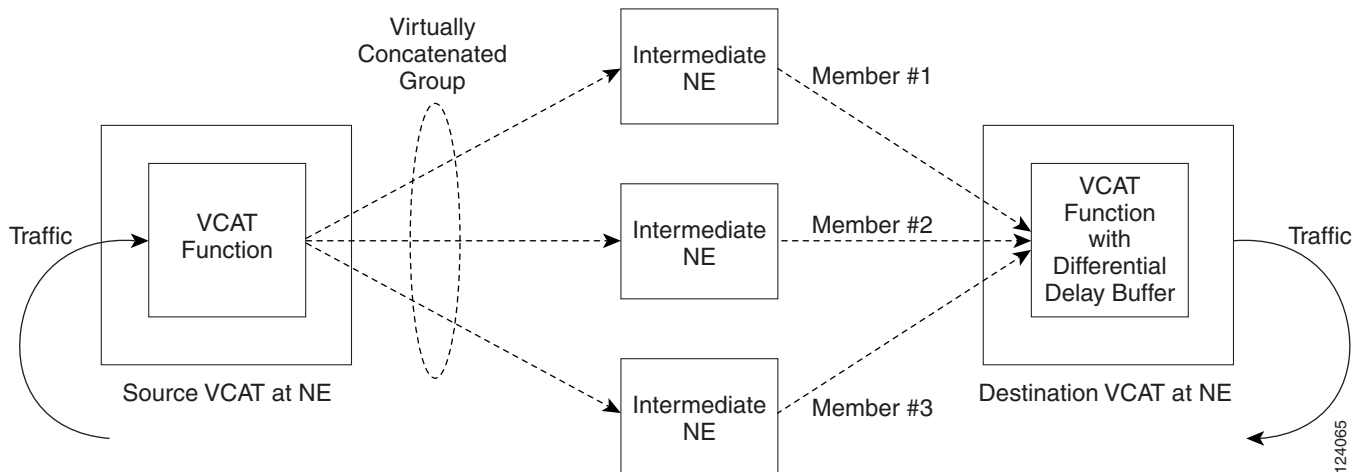 Virtually
Concatenated
Group
Intermediate
NE
Member #1
Traffic
VCAT
Function
Source VCAT at NE
Intermediate
NE
Member #2
VCAT
Function
with
Differential
Delay Buffer
Traffic
Destination VCAT at NE
Intermediate
NE
Member #3
124065